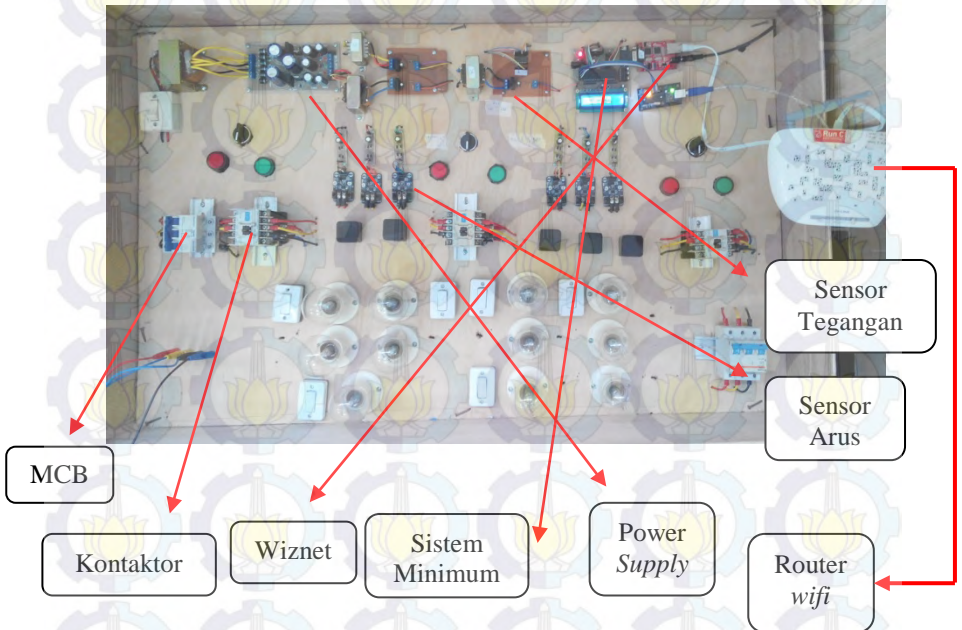 Sensor
Tegangan
Sensor
Arus
MCB
Kontaktor
Wiznet
Sistem
Minimum
Power
Supply
Router
wifi